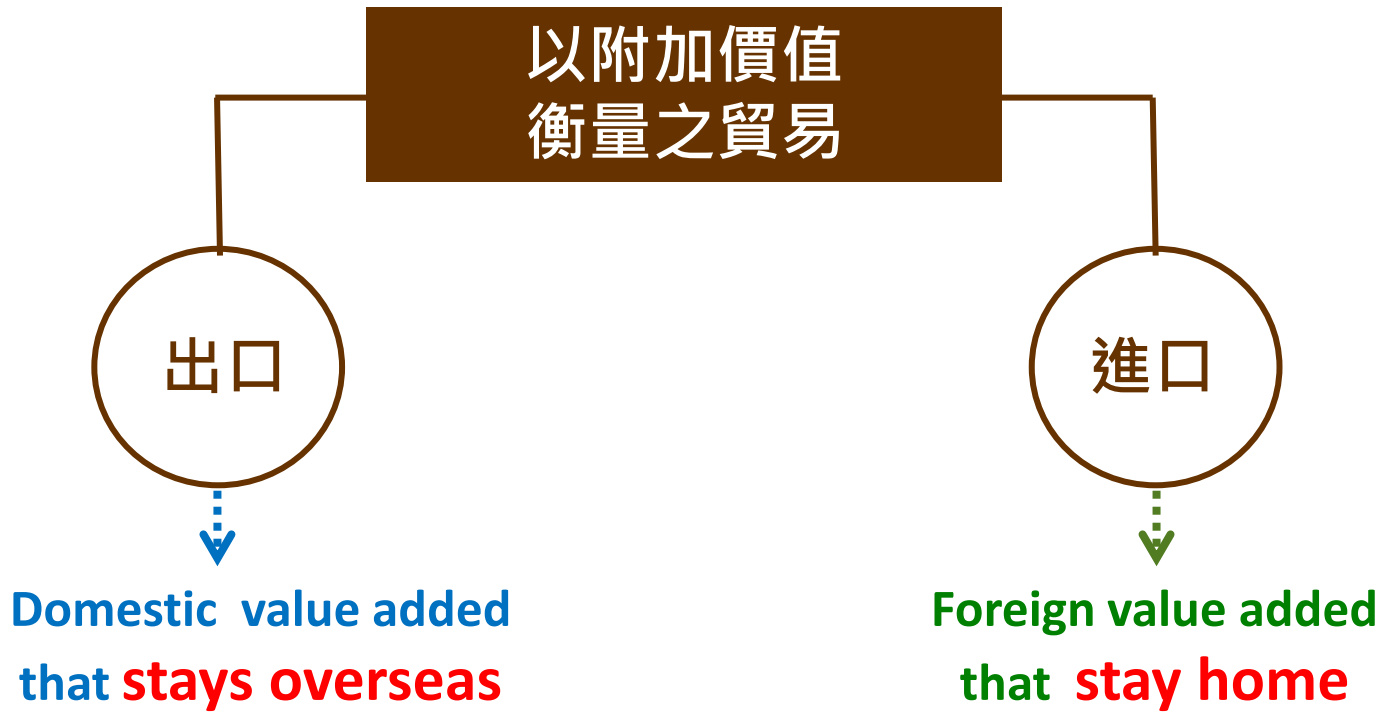 以附加價值
衡量之貿易
出口
進口
Domestic value added
that stays overseas
Foreign value added
that stay home